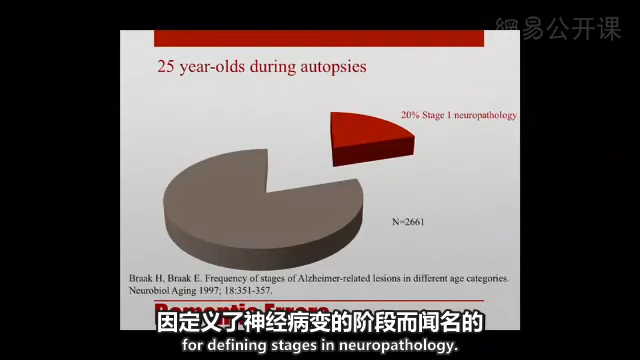 網易公开课
25 year-olds during autopsies
20% Stage 1 neuropathology
N=2661
Braak H, Braak E. Frequency of stages of Alzheimer-related lesions in different age categories.
Neurobiol Aging 1997; 18:351-357.
因定义了神经病变的阶段而闻名的
for defining stages in neuropathology.